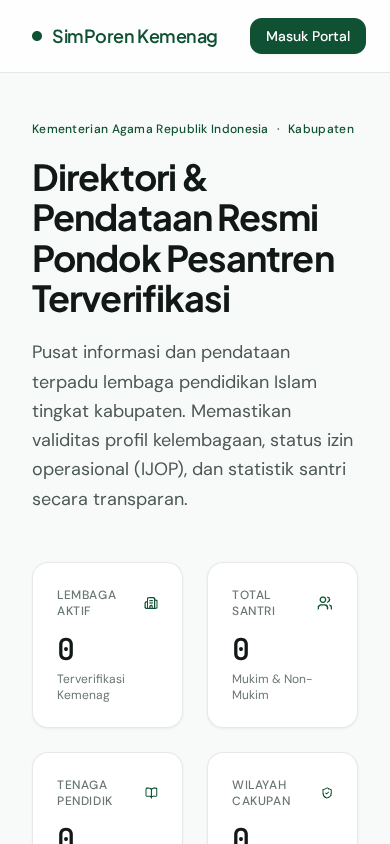 SimPoren Kemenag
Masuk Portal
Kementerian Agama Republik Indonesia · Kabupaten
Direktori &
Pendataan Resmi
Pondok Pesantren
Terverifikasi
Pusat informasi dan pendataan
terpadu lembaga pendidikan Islam
tingkat kabupaten. Memastikan
validitas profil kelembagaan, status izin
operasional (IJOP), dan statistik santri
secara transparan.
LEMBAGA
AKTIF
0
Terverifikasi
Kemenag
TOTAL
SANTRI
0
Mukim & Non-
Mukim
TENAGA
PENDIDIK
0
WILAYAH
CAKUPAN
0